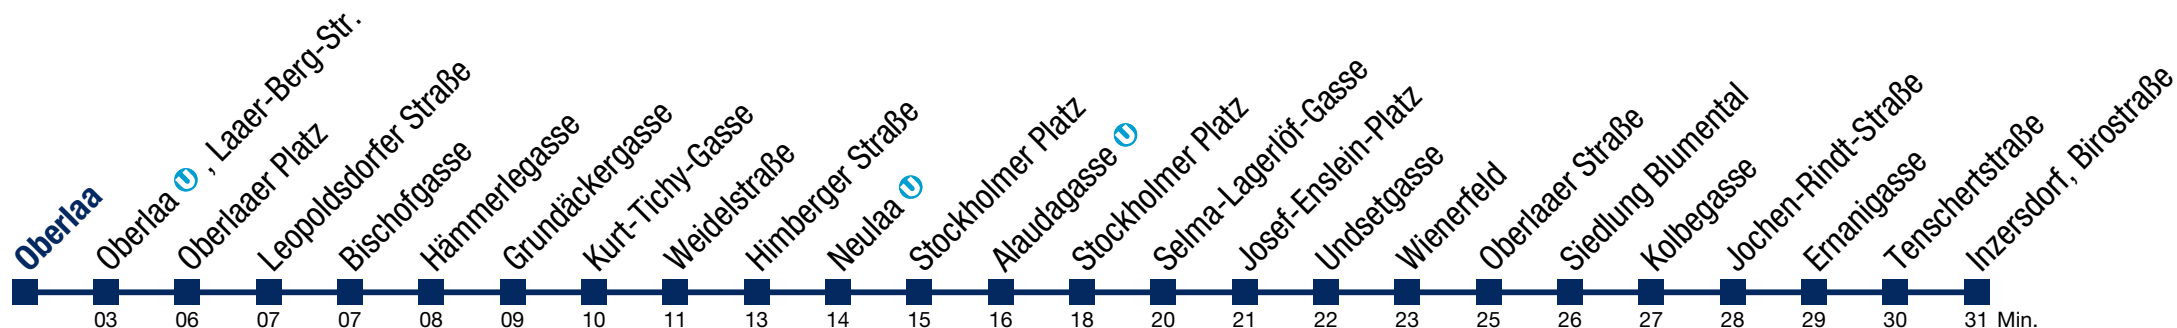 Oberlaa
Oberlaa U, Laaer-Berg-Str.
Oberlaaer Platz
Leopoldsdorfer Straße
Bischofgasse
Hämmerlegasse
Grundäckergasse
Kurt-Tichy-Gasse
Weidelstraße
Himberger Straße
Neulaa U
Stockholmer Platz
Alaudagasse U
Stockholmer Platz
Selma-Lagerlöf-Gasse
Josef-Enslein-Platz
Undsetgasse
Wienerfeld
Oberlaaer Straße
Siedlung Blumental
Kolbegasse
Jochen-Rindt-Straße
Ernanigasse
Tenschertstraße
Inzersdorf, Birostraße
03 06 07 07 08 09 10 11 13 14 15 16 18 20 21 22 23 25 26 27 28 29 30 31 Min.